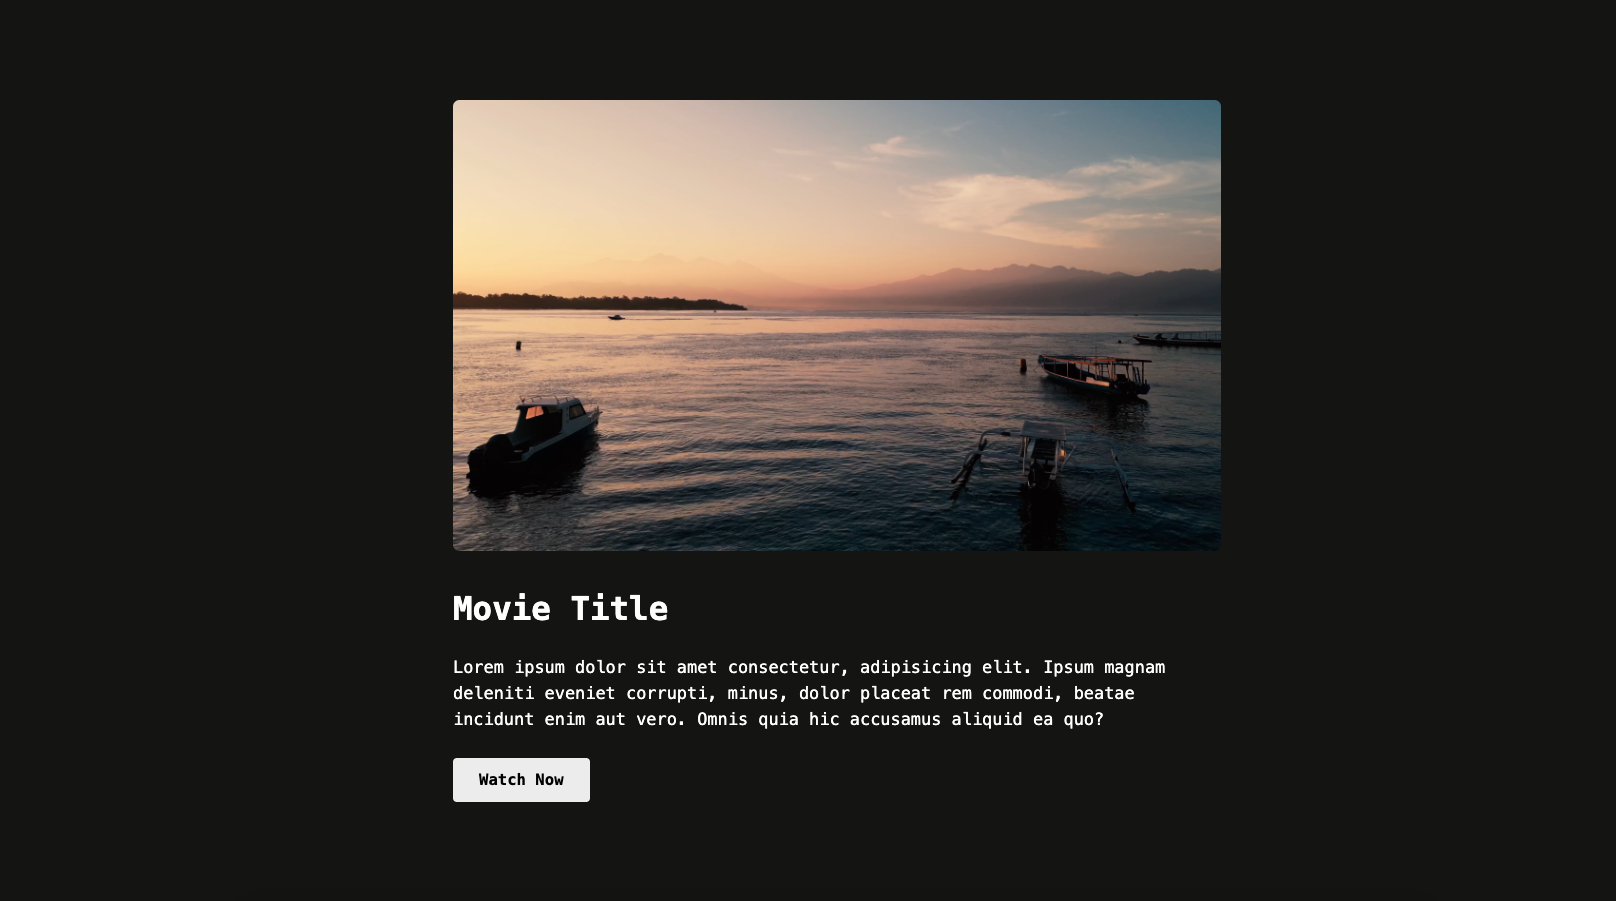 Movie Title
Lorem ipsum dolor sit amet consectetur, adipisicing elit. Ipsum magnam
deleniti eveniet corrupti, minus, dolor placeat rem commodi, beatae
incidunt enim aut vero. Omnis quia hic accusamus aliquid ea quo?
Watch Now